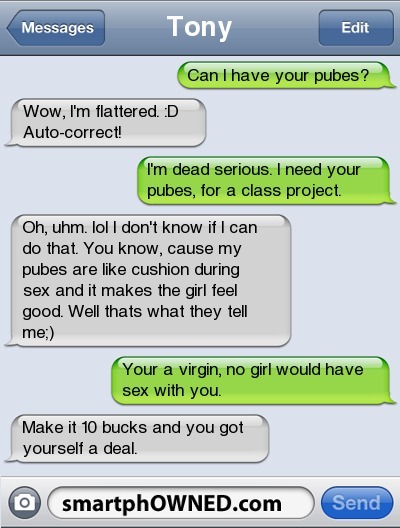 Messages
Tony
Edit
Can I have your pubes?
Wow, I'm flattered. :D
Auto-correct!
I'm dead serious. I need your
pubes, for a class project.
Oh, uhm. lol I don't know if I can
do that. You know, cause my
pubes are like cushion during
sex and it makes the girl feel
good. Well thats what they tell
me;)
Your a virgin, no girl would have
sex with you.
Make it 10 bucks and you got
yourself a deal.
smartphOWNED.com
Send